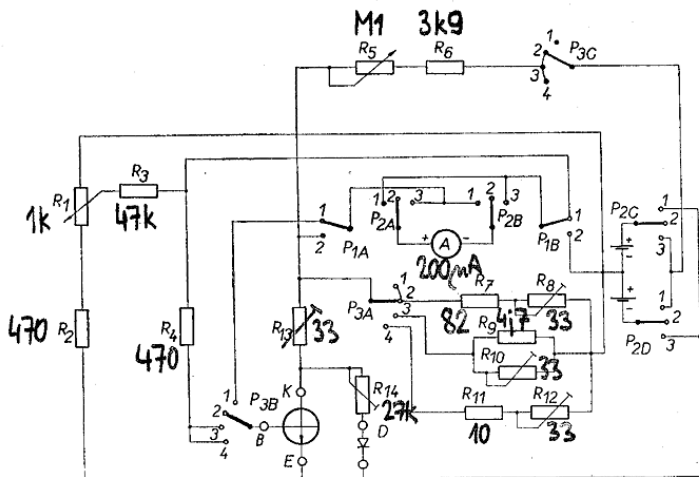 M1 3k9
R5 R6 1 2 3 4 P3C
R1 1k R3 47k
1 2 P1A
1 2 3 P2A
1 2 3 P2B
+ A -
200µA
1 2 P1B
P2C 1 2 3
+ -
+ -
1 2 3 P2D
R2 470
R4 470
R13 33
P3A 1 2 3 4
R7 82
R8 33
R9 4j7
R10 33
R11 10
R12 33
R14 27k
1 2 3 4 P3B
B K E D